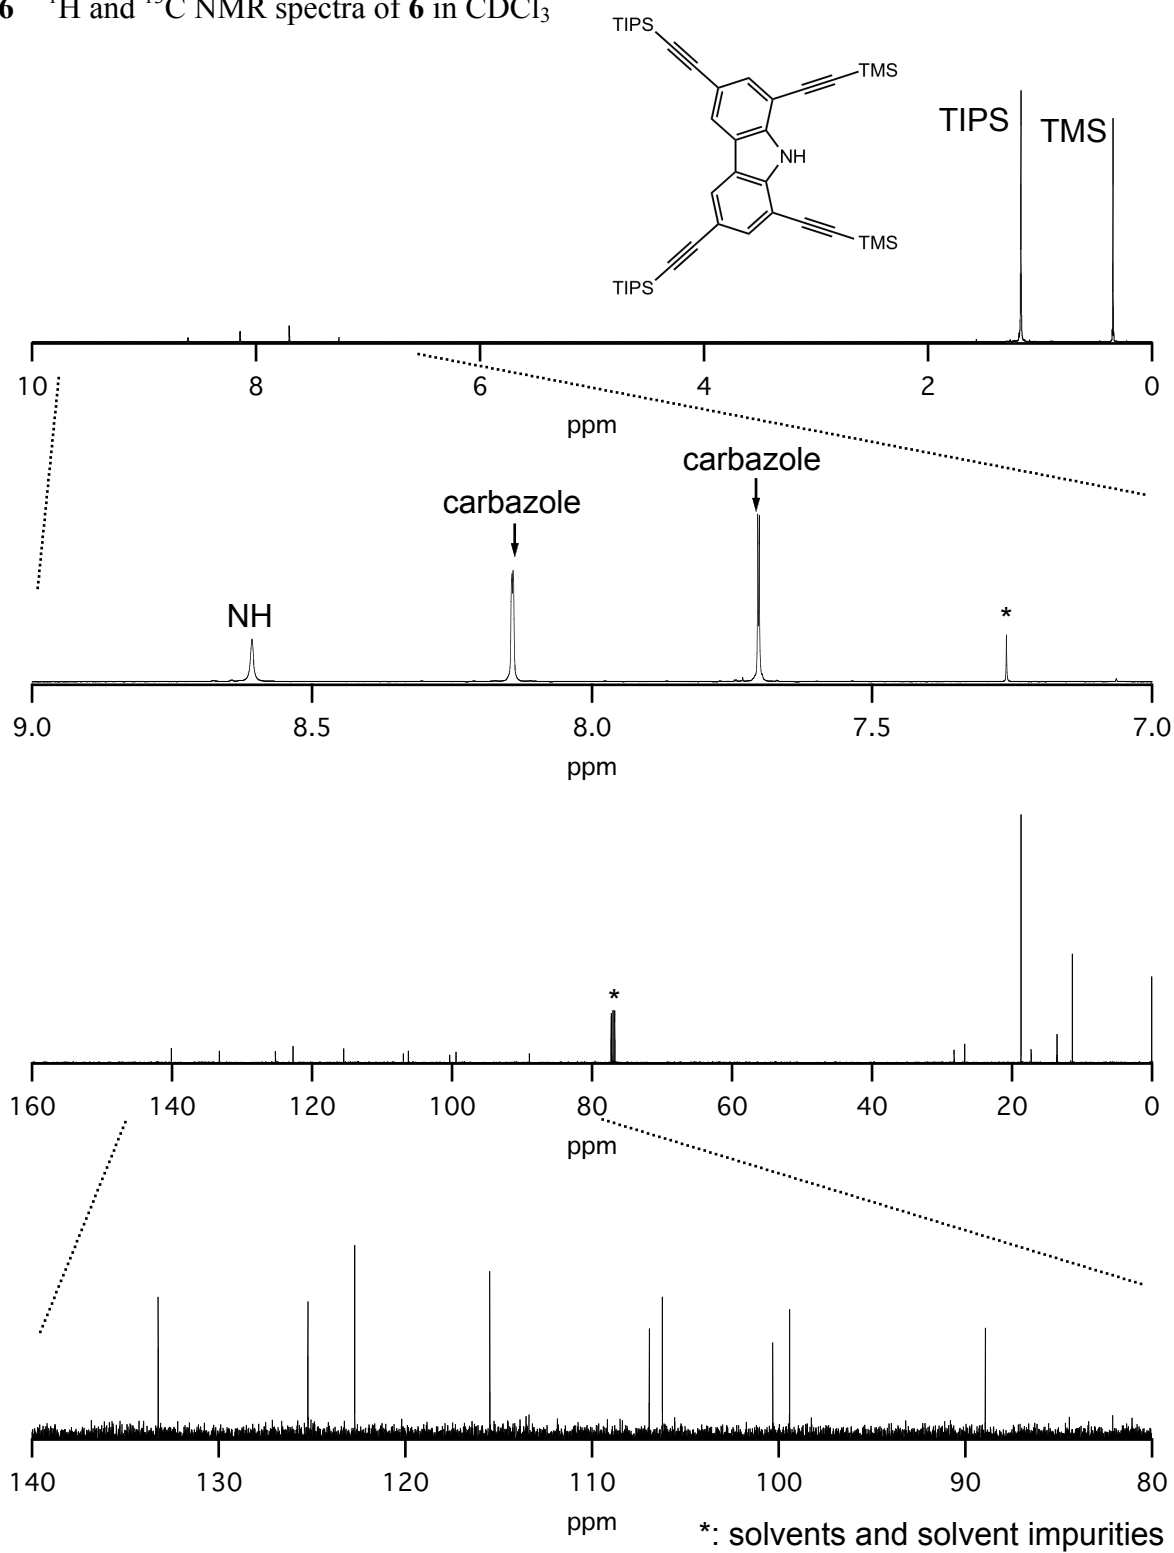 6 ¹H and ¹³C NMR spectra of 6 in CDCl₃
TIPS
TMS
NH
TMS
TIPS
TIPS TMS
10 8 6 4 2 0
ppm
carbazole
carbazole
NH
*
9.0 8.5 8.0 7.5 7.0
ppm
*
160 140 120 100 80 60 40 20 0
ppm
140 130 120 110 100 90 80
ppm
*: solvents and solvent impurities